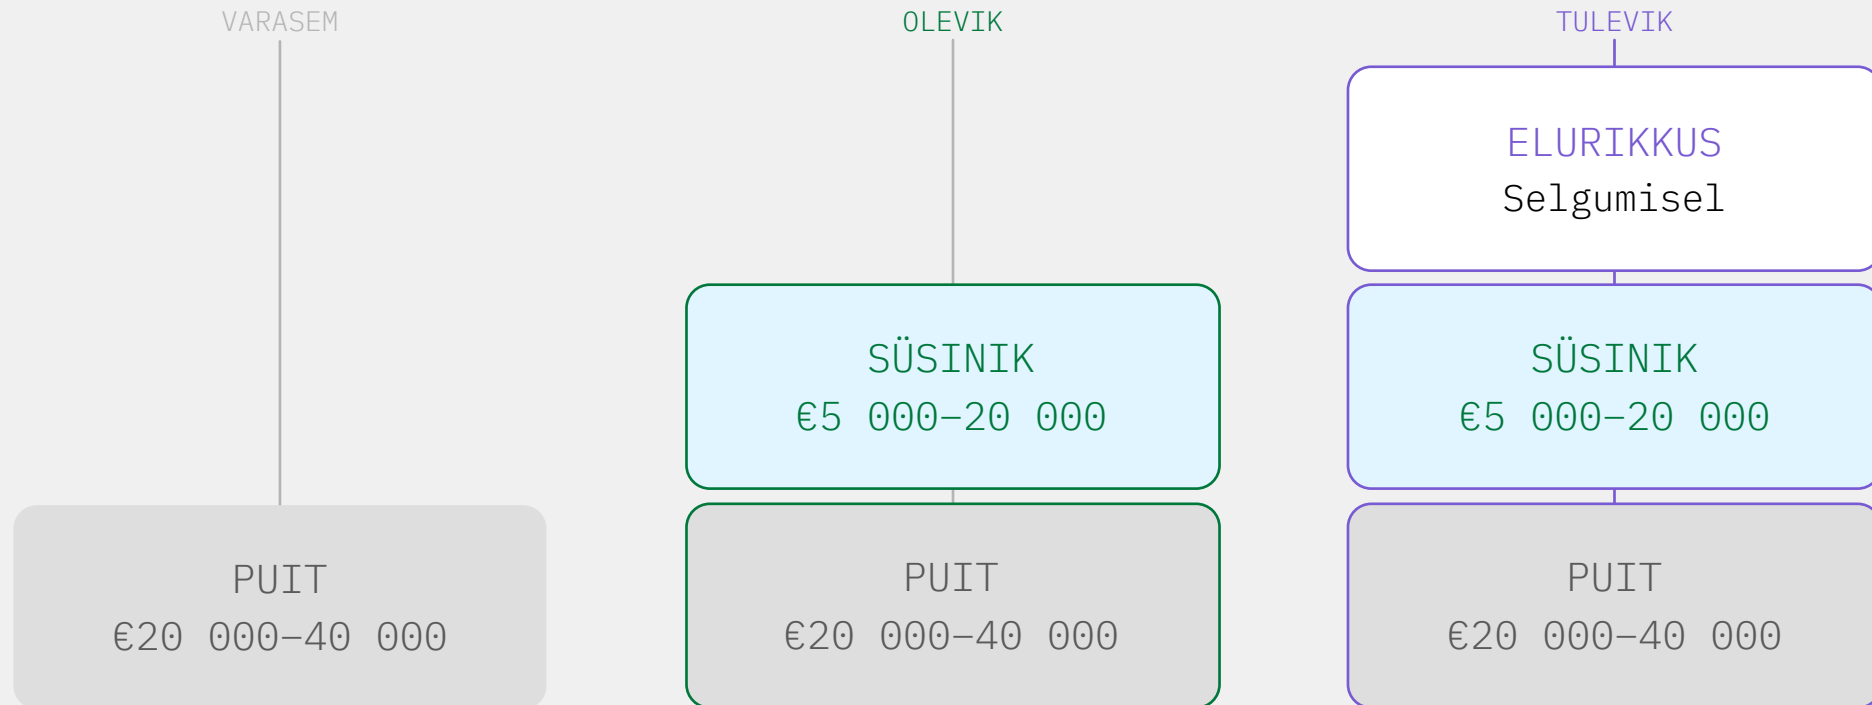 VARASEM
PUIT
€20 000–40 000
OLEVIK
SÜSINIK
€5 000–20 000
PUIT
€20 000–40 000
TULEVIK
ELURIKKUS
Selgumisel
SÜSINIK
€5 000–20 000
PUIT
€20 000–40 000